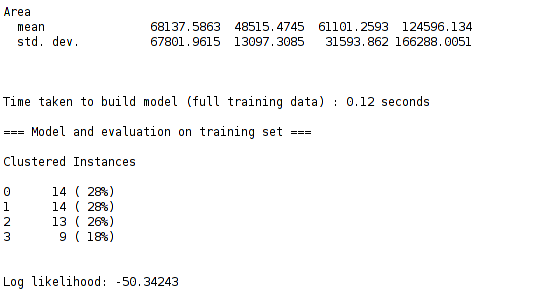 Area
  mean               68137.5863  48515.4745  61101.2593  124596.134
  std. dev.          67801.9615  13097.3085   31593.862 166288.0051
Time taken to build model (full training data) : 0.12 seconds
=== Model and evaluation on training set ===
Clustered Instances
0      14 ( 28%)
1      14 ( 28%)
2      13 ( 26%)
3       9 ( 18%)
Log likelihood: -50.34243